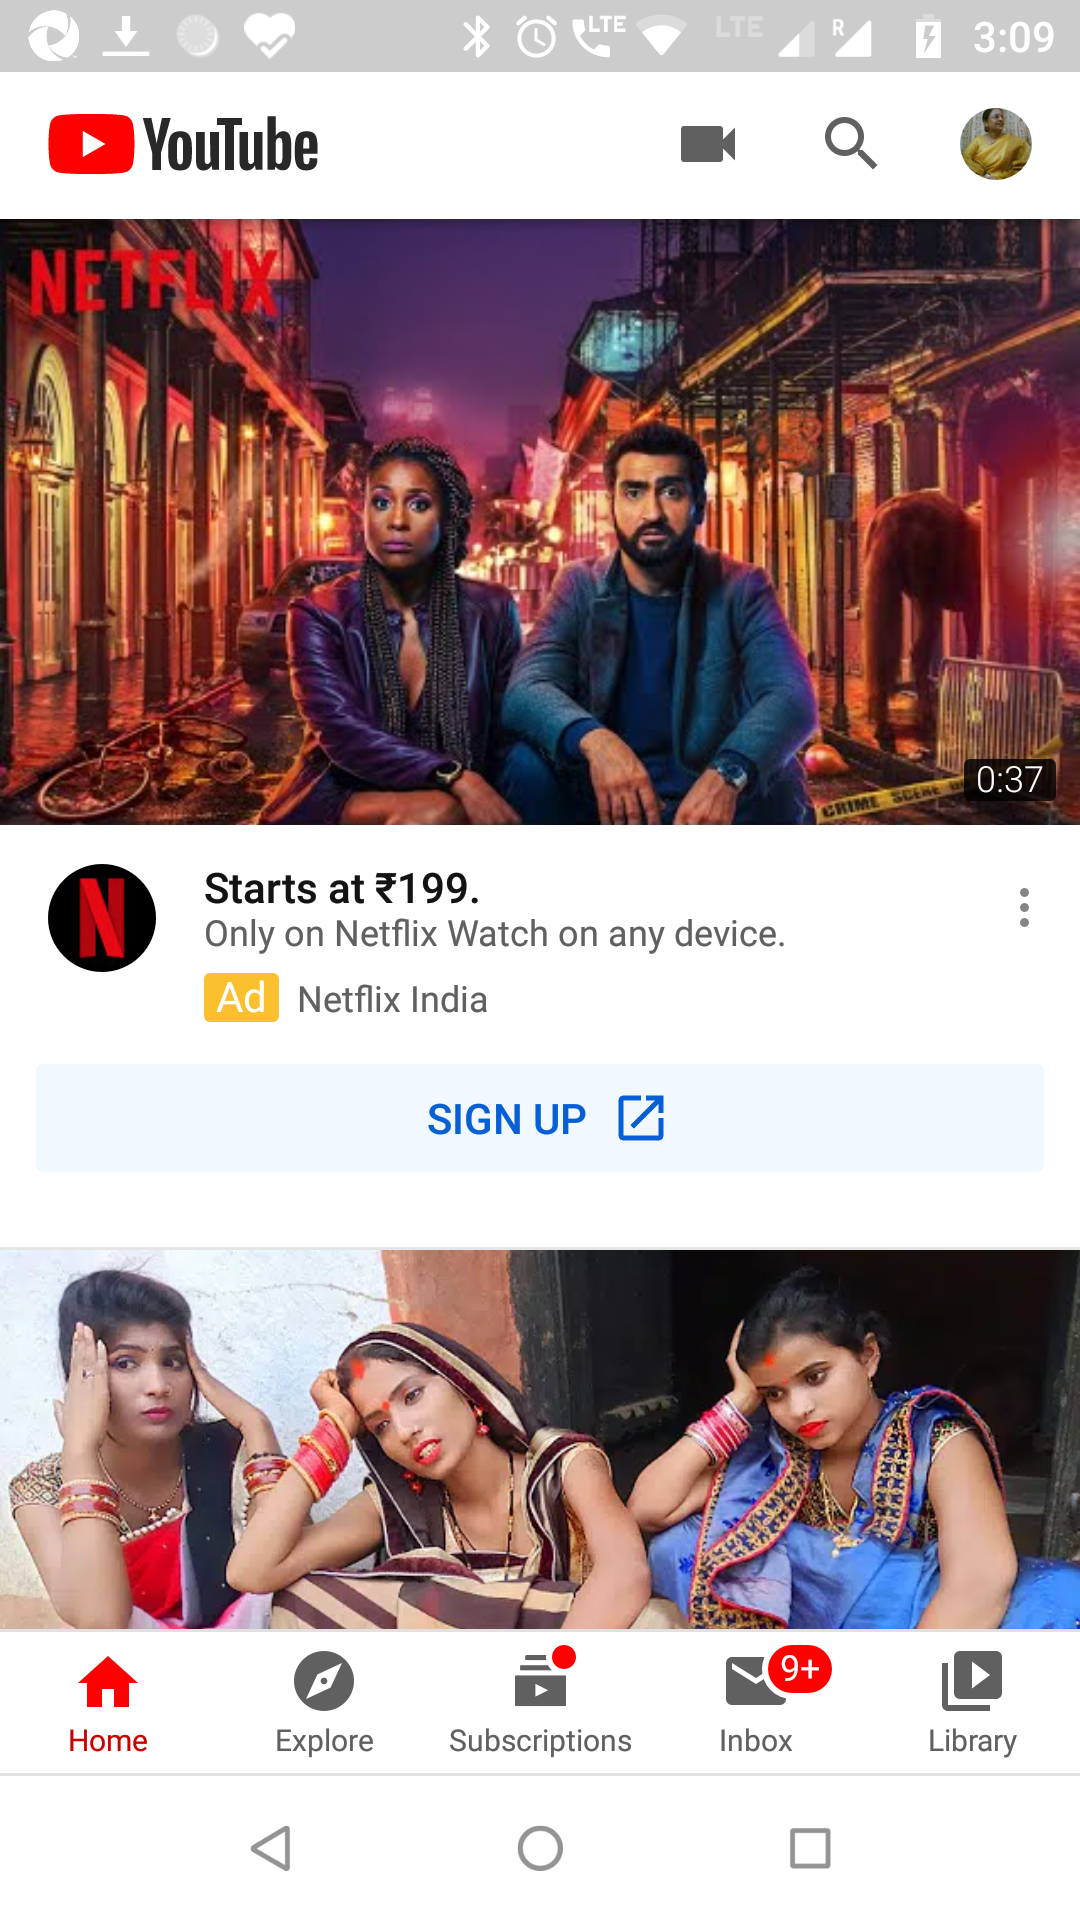 LTE LTE R 3:09
YouTube
NETFLIX
CRIME SCENE
0:37
Starts at ₹199.
Only on Netflix Watch on any device.
Ad Netflix India
SIGN UP
9+
Home Explore Subscriptions Inbox Library